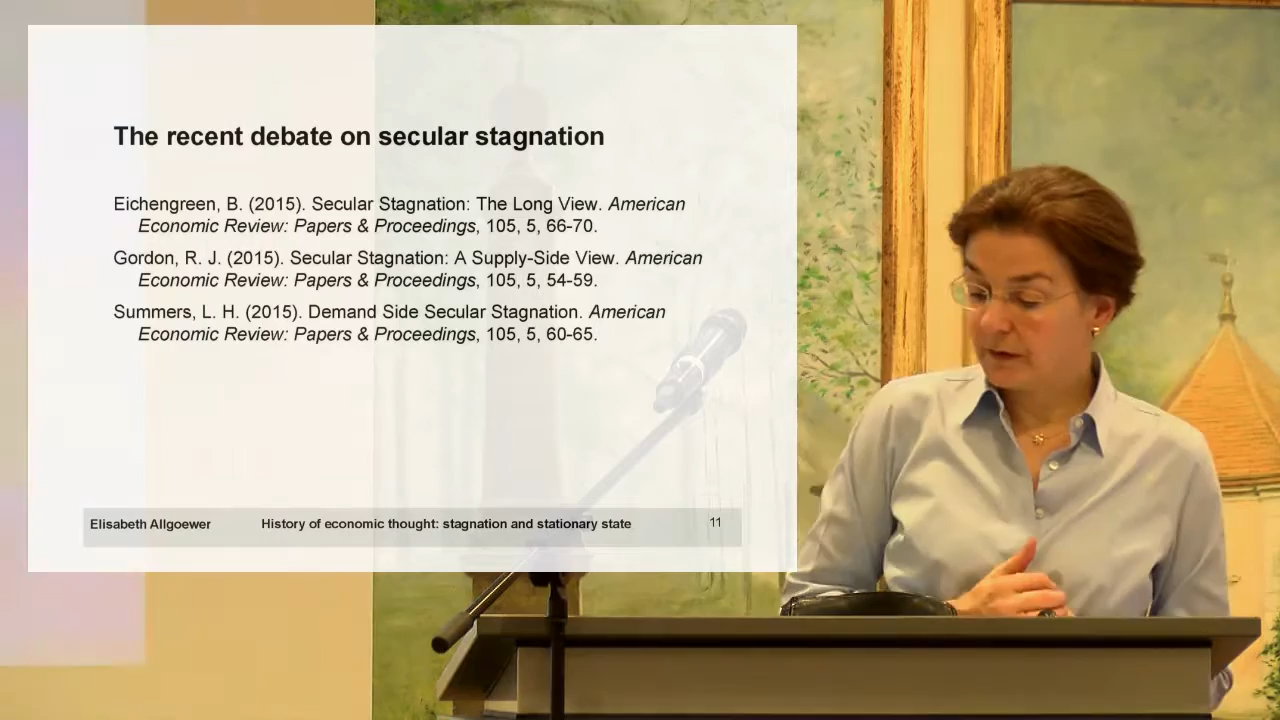 The recent debate on secular stagnation
Eichengreen, B. (2015). Secular Stagnation: The Long View. American
Economic Review: Papers & Proceedings, 105, 5, 66-70.
Gordon, R. J. (2015). Secular Stagnation: A Supply-Side View. American
Economic Review: Papers & Proceedings, 105, 5, 54-59.
Summers, L. H. (2015). Demand Side Secular Stagnation. American
Economic Review: Papers & Proceedings, 105, 5, 60-65.
Elisabeth Allgoewer History of economic thought: stagnation and stationary state 11